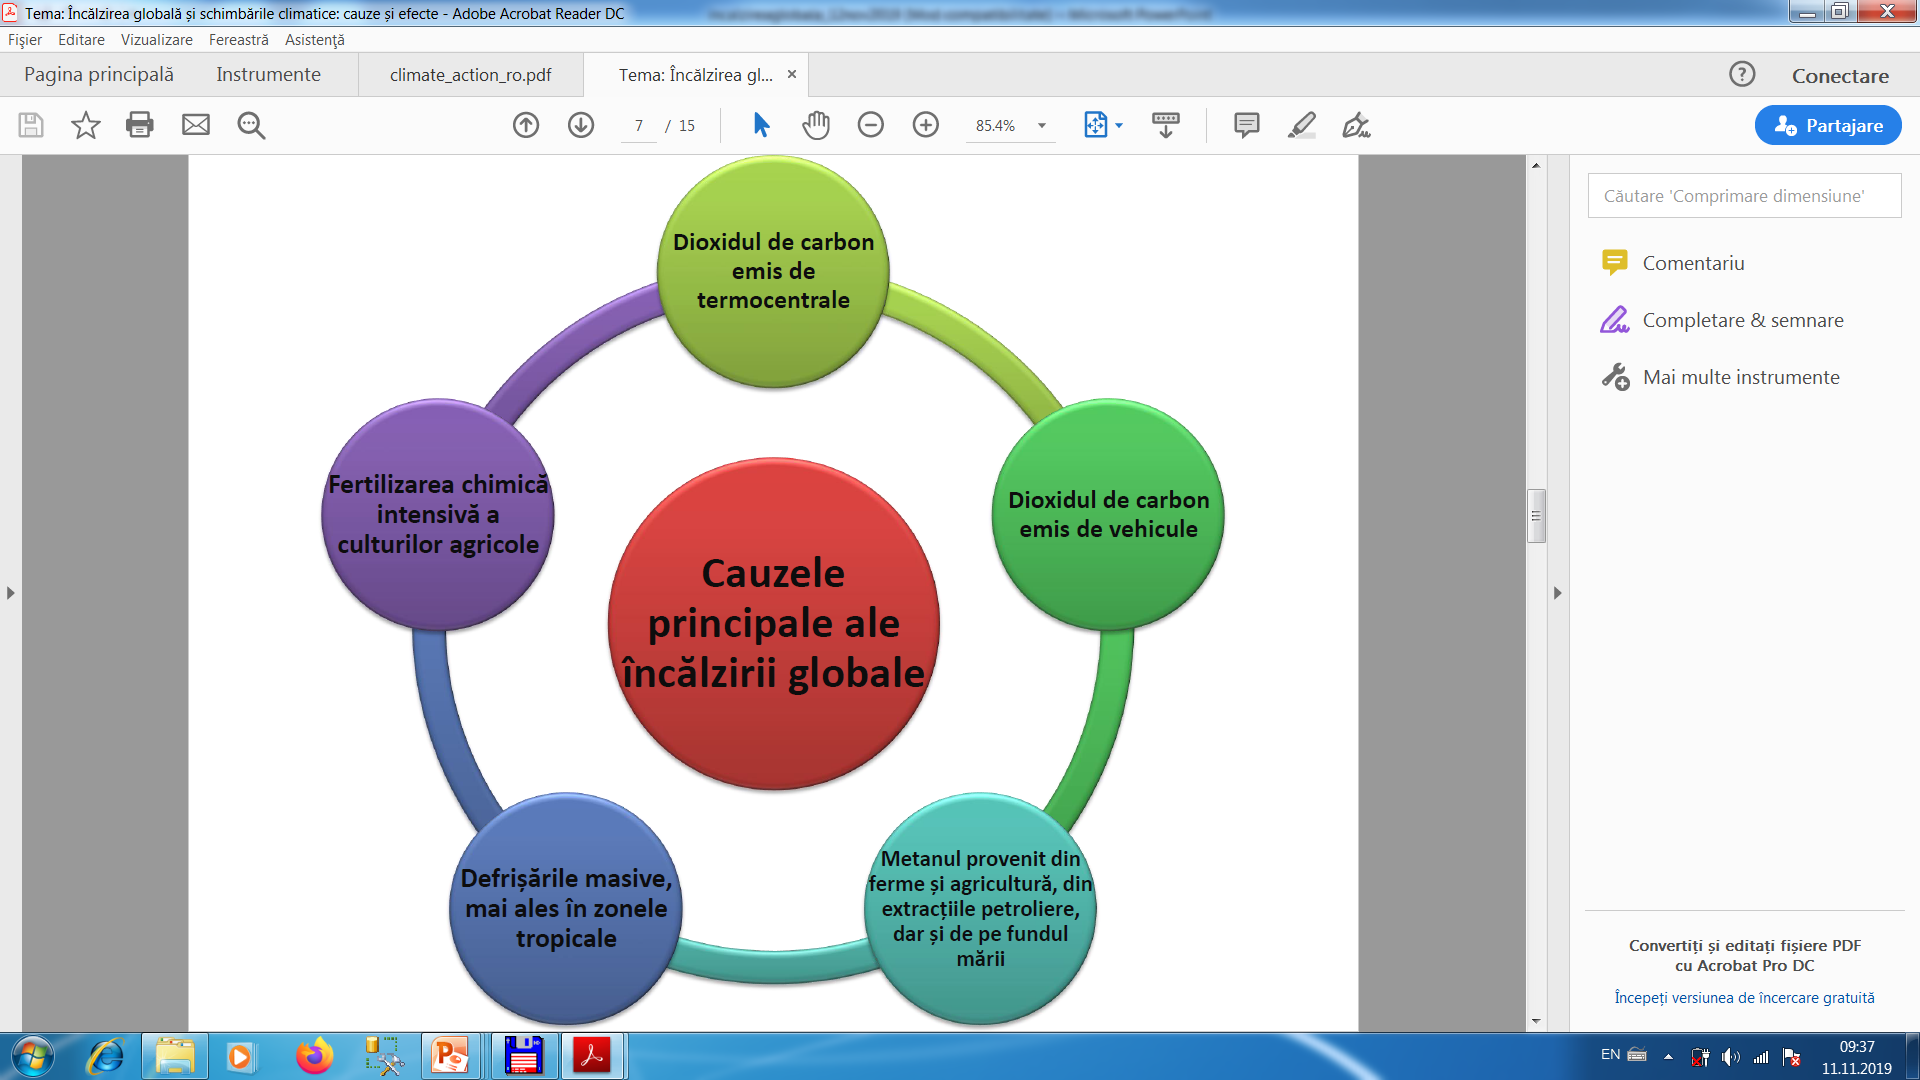 Tema: Încălzirea globală și schimbările climatice: cauze și efecte - Adobe Acrobat Reader DC
Fişier Editare Vizualizare Fereastră Asistenţă
Pagina principală Instrumente climate_action_ro.pdf Tema: Încălzirea gl... Conectare
7 / 15 85.4% Partajare
Dioxidul de carbon
emis de
termocentrale
Dioxidul de carbon
emis de vehicule
Metanul provenit din
ferme și agricultură, din
extracțiile petroliere,
dar și de pe fundul
mării
Defrișările masive,
mai ales în zonele
tropicale
Fertilizarea chimică
intensivă a
culturilor agricole
Cauzele
principale ale
încălzirii globale
Căutare 'Comprimare dimensiune'
Comentariu
Completare & semnare
Mai multe instrumente
Convertiți și editați fișiere PDF
cu Acrobat Pro DC
Începeți versiunea de încercare gratuită
EN
09:37
11.11.2019